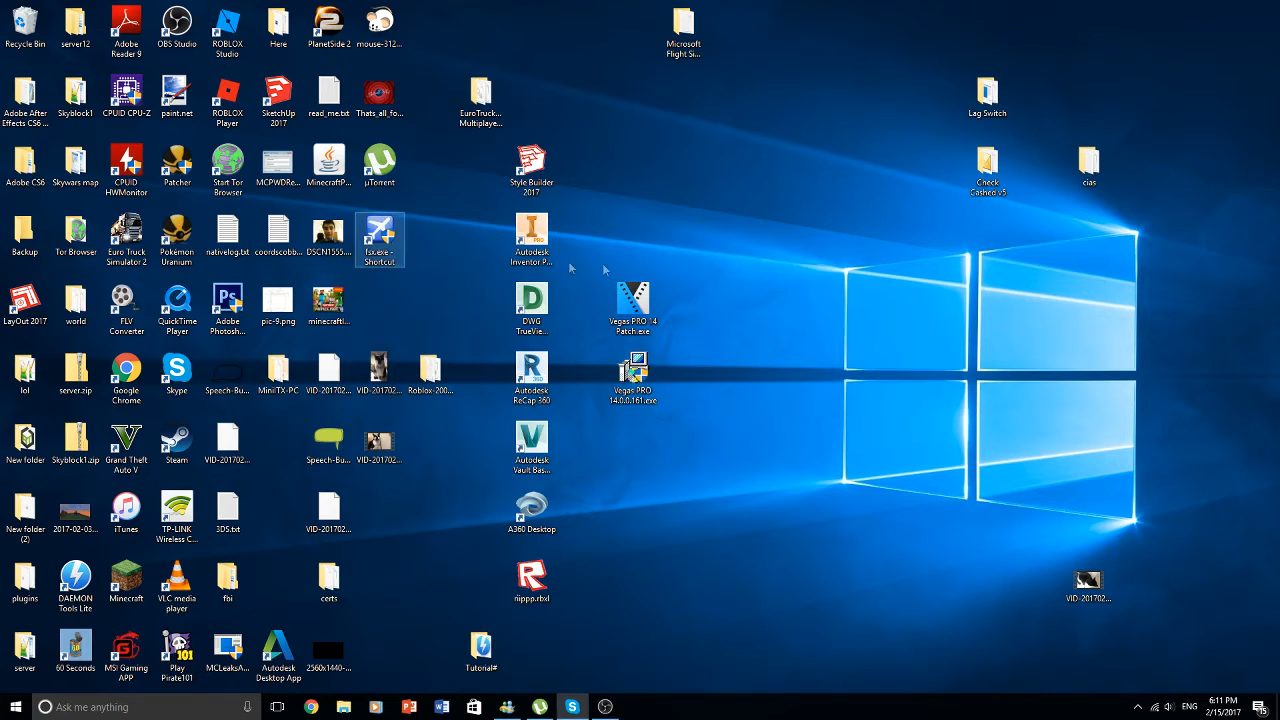 Recycle Bin
server12
Adobe
Reader 9
OBS Studio
ROBLOX
Studio
Here
PlanetSide 2
mouse-312...
Microsoft
Flight Si...
Adobe After
Effects CS6 ...
Skyblock1
CPUID CPU-Z
paint.net
ROBLOX
Player
SketchUp
2017
read_me.txt
Thats_all_fo...
EuroTruck...
Multiplaye...
Lag Switch
Adobe CS6
Skywars map
CPUID
HWMonitor
Patcher
Start Tor
Browser
MCPWDRe...
MinecraftP...
µTorrent
Style Builder
2017
Check
Cashed v5
cias
Backup
Tor Browser
Euro Truck
Simulator 2
Pokémon
Uranium
nativelog.txt
coordscobb...
DSCN1555....
fsx.exe -
Shortcut
Autodesk
Inventor P...
LayOut 2017
world
FLV
Converter
QuickTime
Player
Adobe
Photosh...
pic-9.png
minecrafti...
DWG
TrueVie...
Vegas PRO 14
Patch.exe
lol
server.zip
Google
Chrome
Skype
Speech-Bu...
MiniITX-PC
VID-201702...
VID-201702...
Roblox-200...
Autodesk
ReCap 360
Vegas PRO
14.0.0.161.exe
New folder
Skyblock1.zip
Grand Theft
Auto V
Steam
VID-201702...
Speech-Bu...
VID-201702...
Autodesk
Vault Bas...
New folder
(2)
2017-02-03...
iTunes
TP-LINK
Wireless C...
3DS.txt
VID-201702...
A360 Desktop
plugins
DAEMON
Tools Lite
Minecraft
VLC media
player
fbi
certs
riippp.rbxl
VID-201702...
server
60 Seconds
MSI Gaming
APP
Play
Pirate101
MCLeaksA...
Autodesk
Desktop App
2560x1440-...
Tutorial#
Ask me anything
ENG
6:11 PM
2/15/2017